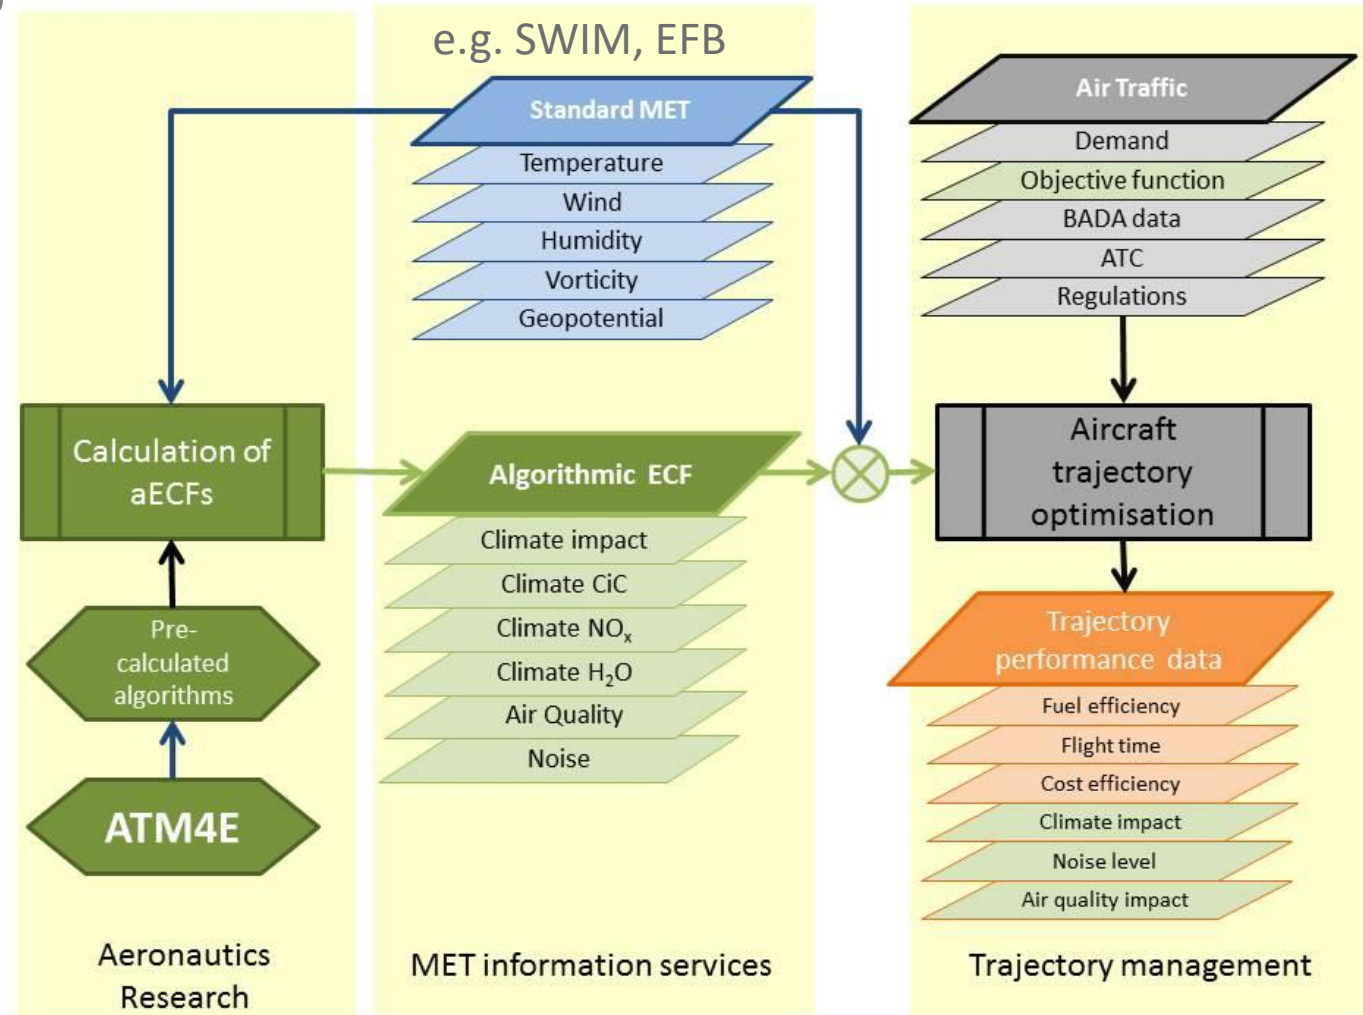 e.g. SWIM, EFB
Standard MET
Temperature
Wind
Humidity
Vorticity
Geopotential
Air Traffic
Demand
Objective function
BADA data
ATC
Regulations
Calculation of
aECFs
Algorithmic ECF
Climate impact
Climate CiC
Climate NOₓ
Climate H₂O
Air Quality
Noise
Aircraft
trajectory
optimisation
Pre-
calculated
algorithms
ATM4E
Trajectory
performance data
Fuel efficiency
Flight time
Cost efficiency
Climate impact
Noise level
Air quality impact
Aeronautics
Research
MET information services
Trajectory management